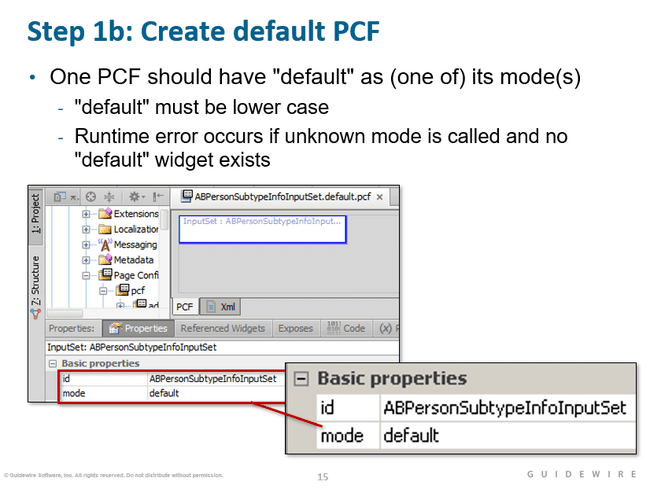 Step 1b: Create default PCF
• One PCF should have "default" as (one of) its mode(s)
- "default" must be lower case
- Runtime error occurs if unknown mode is called and no
"default" widget exists
1: Project
ABPersonSubtypeInfoInputSet.default.pcf
Extensions
Localization
Messaging
Metadata
Page Confi
pcf
ad
Z: Structure
InputSet : ABPersonSubtypeInfoInput...
PCF
Xml
Properties:
Properties
Referenced Widgets
Exposes
Code
(x) P
InputSet: ABPersonSubtypeInfoInputSet
Basic properties
id ABPersonSubtypeInfoInputSet
mode default
Basic properties
id ABPersonSubtypeInfoInputSet
mode default
© Guidewire Software, Inc. All rights reserved. Do not distribute without permission.
15
GUIDEWIRE